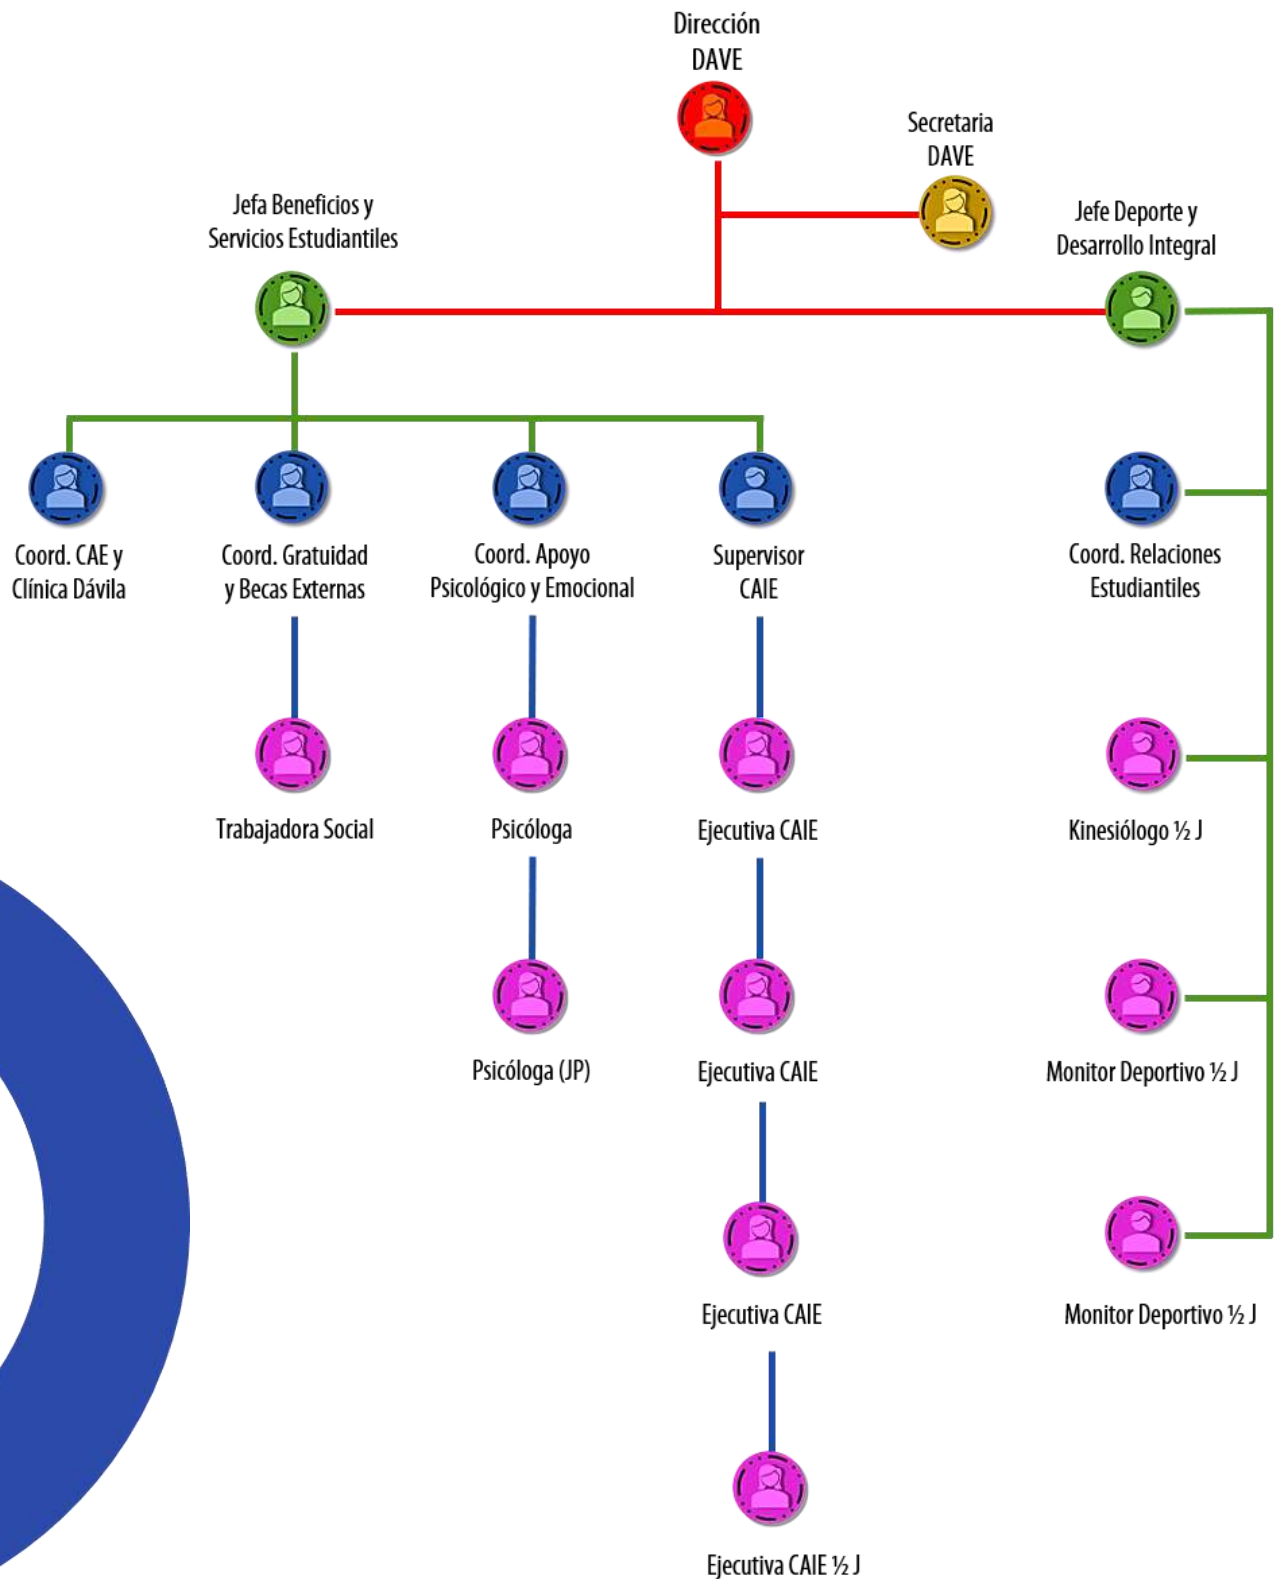 Dirección
DAVE
Secretaria
DAVE
Jefa Beneficios y
Servicios Estudiantiles
Jefe Deporte y
Desarrollo Integral
Coord. CAE y
Clínica Dávila
Coord. Gratuidad
y Becas Externas
Coord. Apoyo
Psicológico y Emocional
Supervisor
CAIE
Coord. Relaciones
Estudiantiles
Trabajadora Social
Psicóloga
Ejecutiva CAIE
Kinesiólogo ½ J
Psicóloga (JP)
Ejecutiva CAIE
Monitor Deportivo ½ J
Ejecutiva CAIE
Monitor Deportivo ½ J
Ejecutiva CAIE ½ J